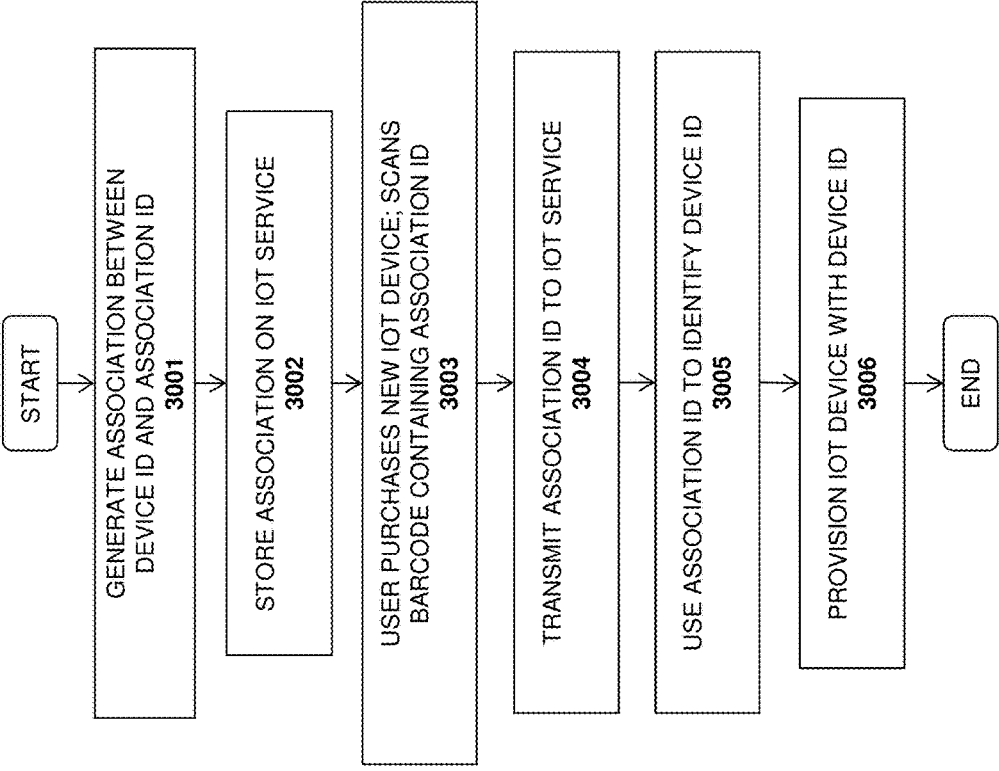 START
GENERATE ASSOCIATION BETWEEN
DEVICE ID AND ASSOCIATION ID
3001
STORE ASSOCIATION ON IOT SERVICE
3002
USER PURCHASES NEW IOT DEVICE; SCANS
BARCODE CONTAINING ASSOCIATION ID
3003
TRANSMIT ASSOCIATION ID TO IOT SERVICE
3004
USE ASSOCIATION ID TO IDENTIFY DEVICE ID
3005
PROVISION IOT DEVICE WITH DEVICE ID
3006
END